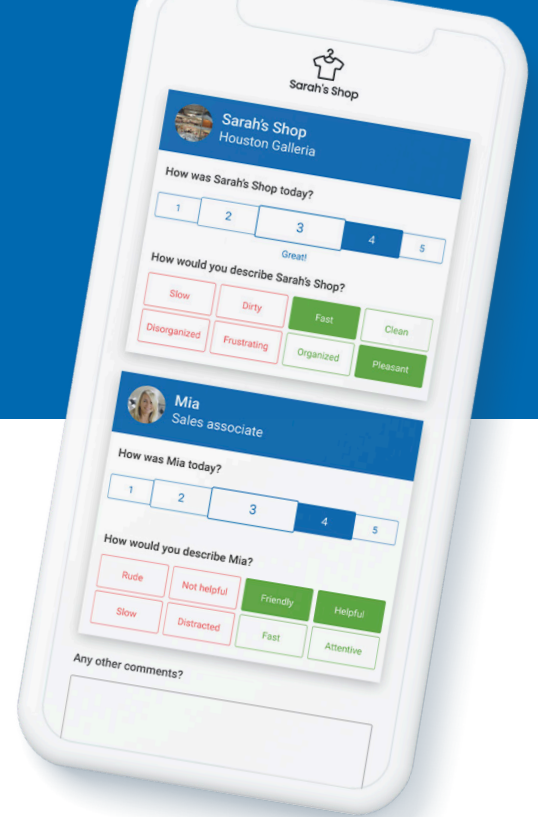 Sarah's Shop
Sarah's Shop
Houston Galleria
How was Sarah's Shop today?
1 2 3 4 5
Great!
How would you describe Sarah's Shop?
Slow Dirty Fast Clean
Disorganized Frustrating Organized Pleasant
Mia
Sales associate
How was Mia today?
1 2 3 4 5
How would you describe Mia?
Rude Not helpful Friendly Helpful
Slow Distracted Fast Attentive
Any other comments?